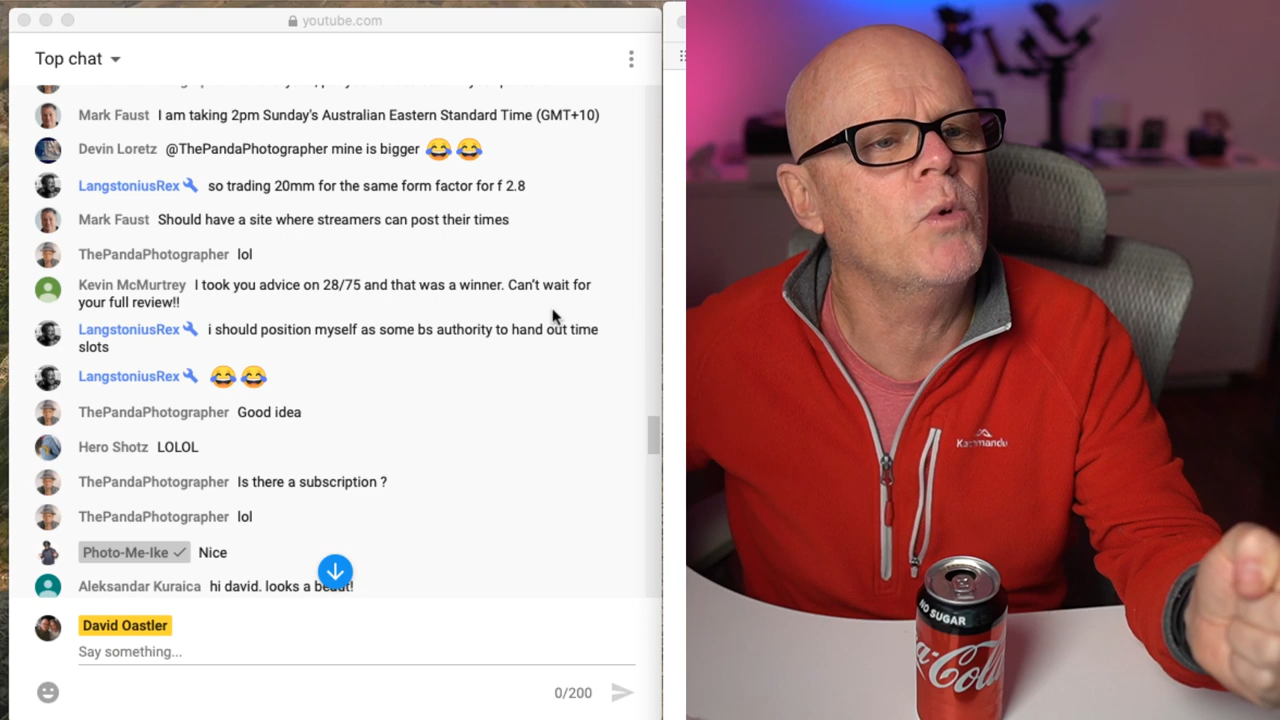 youtube.com
Top chat
Mark Faust I am taking 2pm Sunday's Australian Eastern Standard Time (GMT+10)
Devin Loretz @ThePandaPhotographer mine is bigger 😂😂
LangstoniusRex so trading 20mm for the same form factor for f 2.8
Mark Faust Should have a site where streamers can post their times
ThePandaPhotographer lol
Kevin McMurtrey I took you advice on 28/75 and that was a winner. Can't wait for
your full review!!
LangstoniusRex i should position myself as some bs authority to hand out time
slots
LangstoniusRex 😂😂
ThePandaPhotographer Good idea
Hero Shotz LOLOL
ThePandaPhotographer Is there a subscription ?
ThePandaPhotographer lol
Photo-Me-Ike ✓ Nice
Aleksandar Kuraica hi david. looks a beaut!
David Oastler
Say something...
0/200
Kathmandu
NO SUGAR
a-Cola